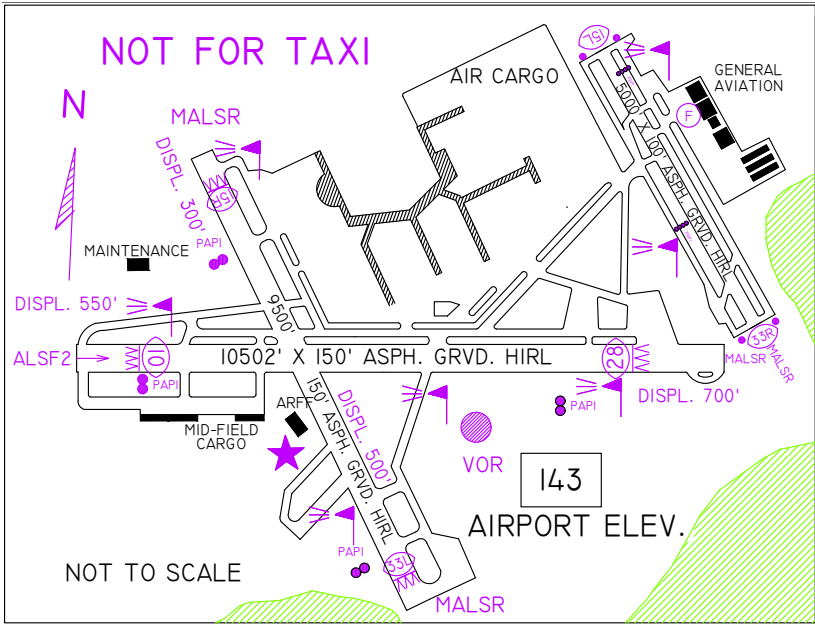 NOT FOR TAXI
N
MALSR
DISPL. 300'
15R
PAPI
MAINTENANCE
DISPL. 550'
ALSF2
10
PAPI
MID-FIELD
CARGO
ARFF
AIR CARGO
15L
GENERAL
AVIATION
F
5000' X 100' ASPH. GRVD. HIRL
33R
MALSR
MALSR
9500'
150' ASPH. GRVD. HIRL
10502' X 150' ASPH. GRVD. HIRL
28
DISPL. 700'
PAPI
DISPL. 500'
VOR
143
AIRPORT ELEV.
PAPI
33L
MALSR
NOT TO SCALE